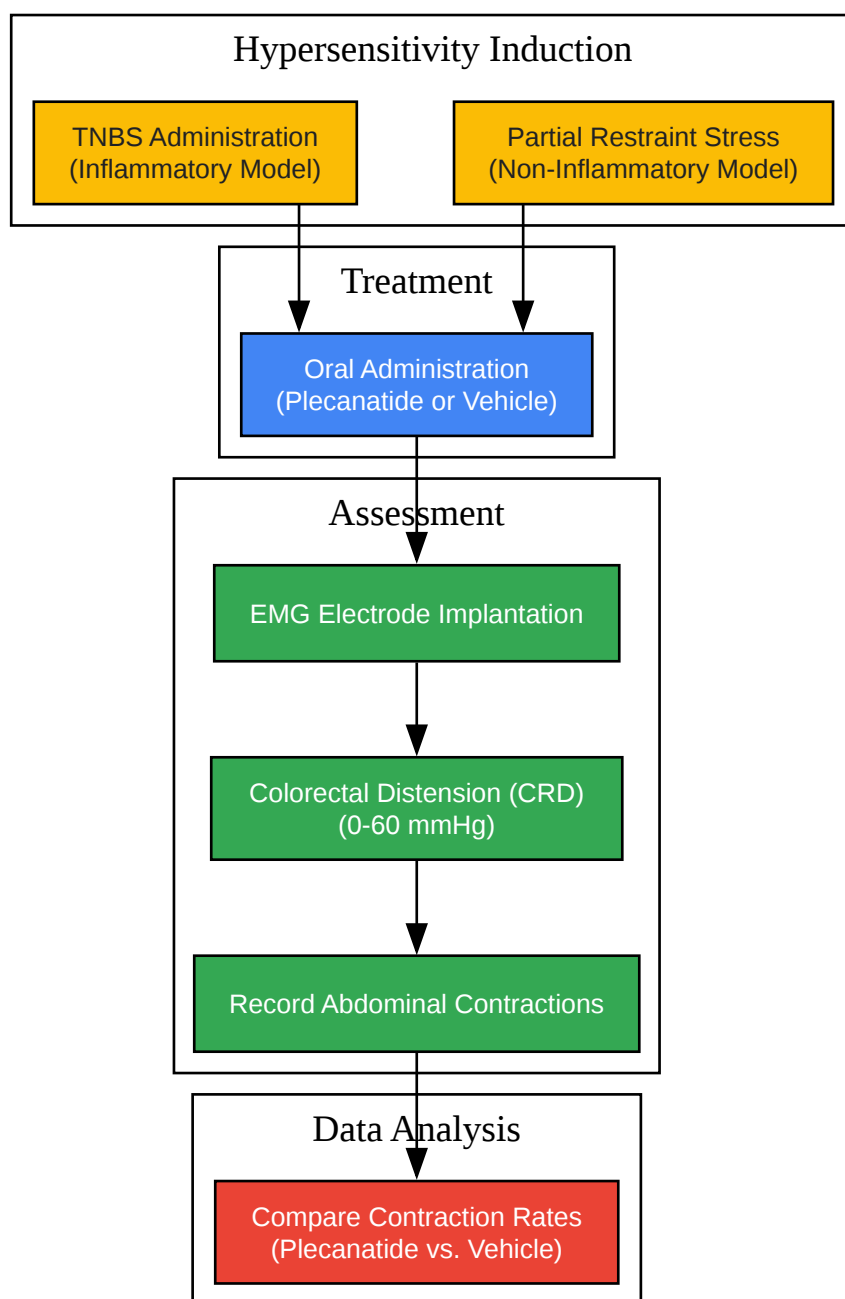 Hypersensitivity Induction
TNBS Administration
(Inflammatory Model)
Partial Restraint Stress
(Non-Inflammatory Model)
Treatment
Oral Administration
(Plecanatide or Vehicle)
Assessment
EMG Electrode Implantation
Colorectal Distension (CRD)
(0-60 mmHg)
Record Abdominal Contractions
Data Analysis
Compare Contraction Rates
(Plecanatide vs. Vehicle)